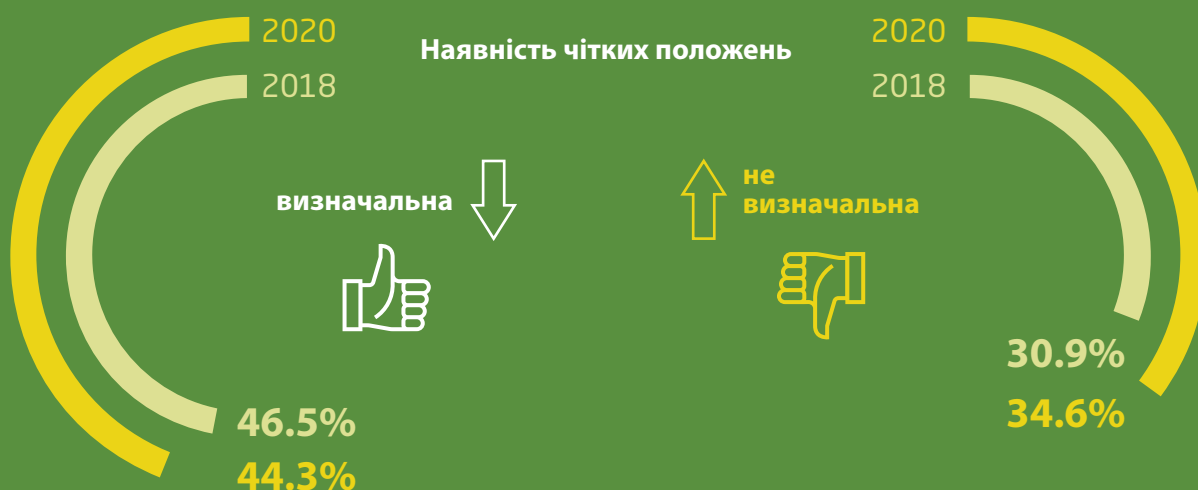 2020
2018
Наявність чітких положень
2020
2018
визначальна
не
визначальна
46.5%
44.3%
30.9%
34.6%